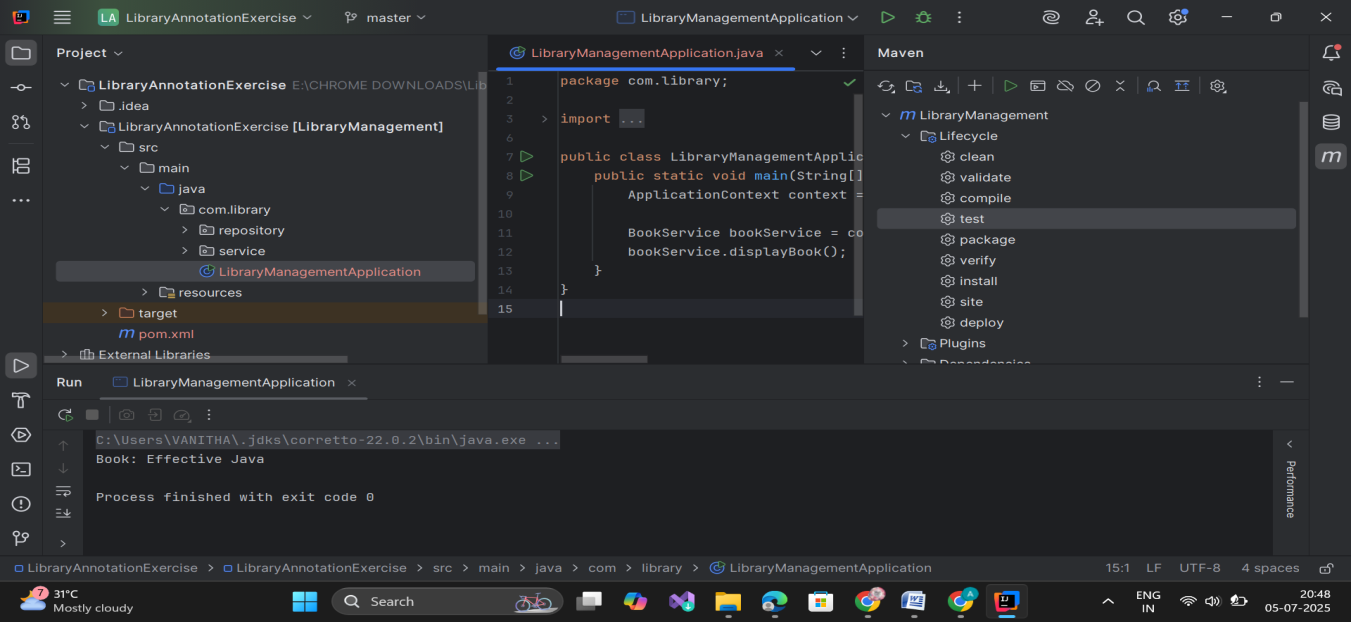 LA LibraryAnnotationExercise master LibraryManagementApplication
Project
LibraryAnnotationExercise E:\CHROME DOWNLOADS\Lib
.idea
LibraryAnnotationExercise [LibraryManagement]
src
main
java
com.library
repository
service
LibraryManagementApplication
resources
target
m pom.xml
External Libraries
LibraryManagementApplication.java
1 package com.library;
2
3 import ...
6
7 public class LibraryManagementApplic
8 public static void main(String[]
9 ApplicationContext context =
10
11 BookService bookService = co
12 bookService.displayBook();
13 }
14 }
15
Maven
m LibraryManagement
Lifecycle
clean
validate
compile
test
package
verify
install
site
deploy
Plugins
Dependencies
m
Run LibraryManagementApplication
C:\Users\VANITHA\.jdks\corretto-22.0.2\bin\java.exe ...
Book: Effective Java
Process finished with exit code 0
Performance
LibraryAnnotationExercise > LibraryAnnotationExercise > src > main > java > com > library > LibraryManagementApplication 15:1 LF UTF-8 4 spaces
7
31°C
Mostly cloudy
Search
A
ENG
IN
20:48
05-07-2025